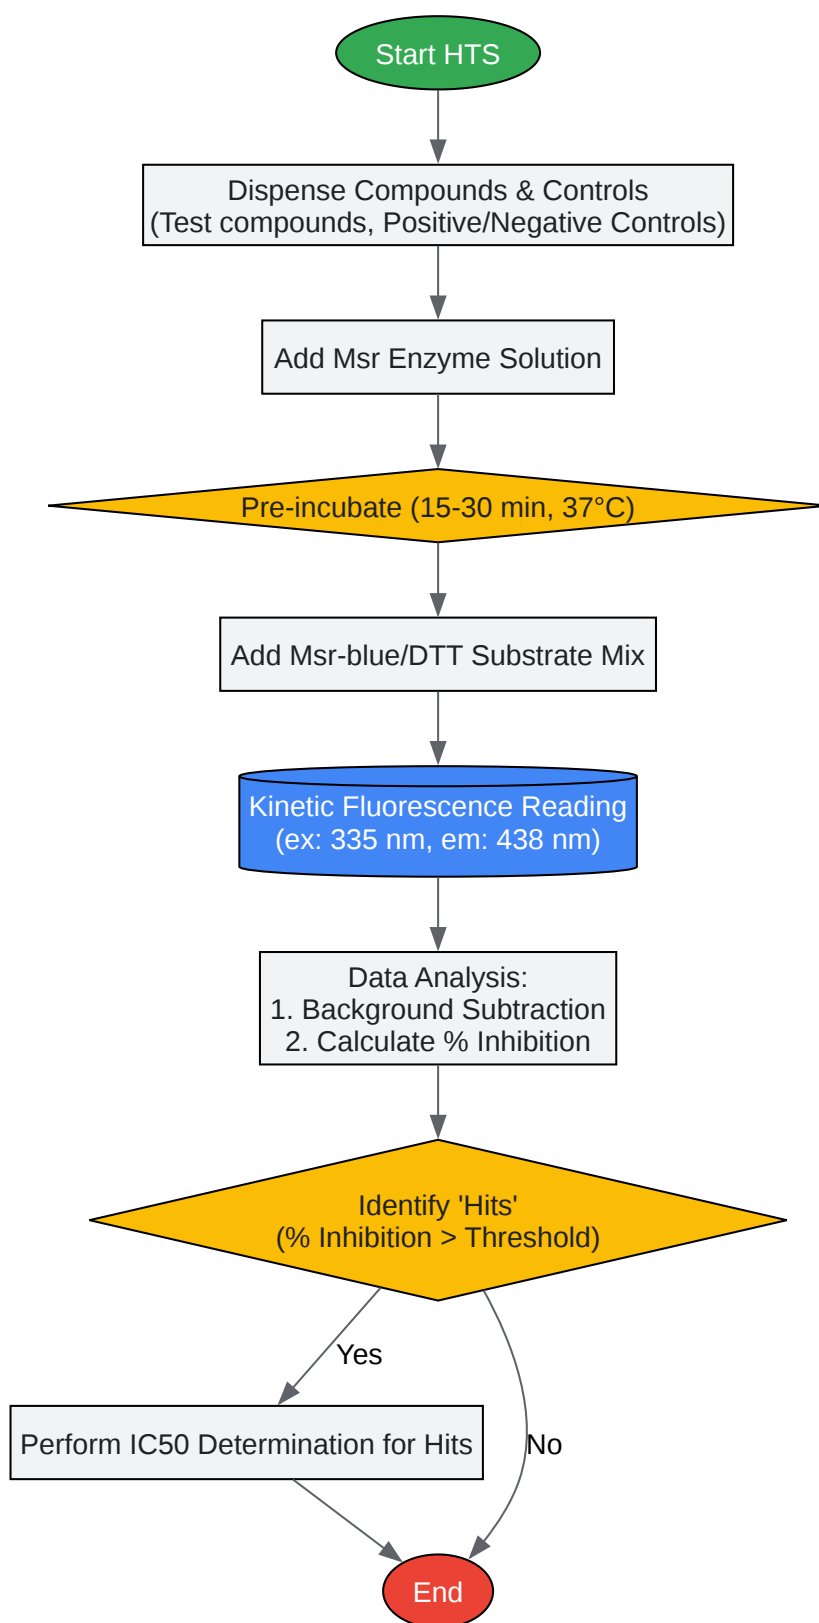 Start HTS
Dispense Compounds & Controls
(Test compounds, Positive/Negative Controls)
Add Msr Enzyme Solution
Pre-incubate (15-30 min, 37°C)
Add Msr-blue/DTT Substrate Mix
Kinetic Fluorescence Reading
(ex: 335 nm, em: 438 nm)
Data Analysis:
1. Background Subtraction
2. Calculate % Inhibition
Identify 'Hits'
(% Inhibition > Threshold)
Yes
Perform IC50 Determination for Hits
No
End